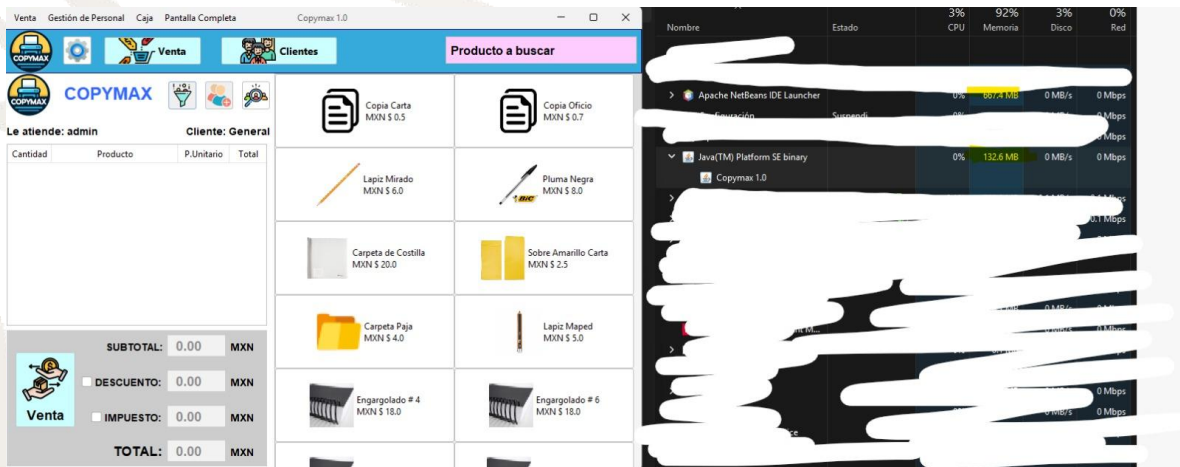 Venta Gestión de Personal Caja Pantalla Completa Copymax 1.0
COPYMAX
Venta
Clientes
Producto a buscar
COPYMAX
COPYMAX
Le atiende: admin Cliente: General
Cantidad Producto P.Unitario Total
SUBTOTAL: 0.00 MXN
DESCUENTO: 0.00 MXN
IMPUESTO: 0.00 MXN
TOTAL: 0.00 MXN
Venta
Copia Carta
MXN $ 0.5
Copia Oficio
MXN $ 0.7
Lapiz Mirado
MXN $ 6.0
Pluma Negra
MXN $ 8.0
BIC
Carpeta de Costilla
MXN $ 20.0
Sobre Amarillo Carta
MXN $ 2.5
Carpeta Paja
MXN $ 4.0
Lapiz Maped
MXN $ 5.0
Engargolado # 4
MXN $ 18.0
Engargolado # 6
MXN $ 18.0
3% 92% 3% 0%
Nombre Estado CPU Memoria Disco Red
Apache NetBeans IDE Launcher 0% 667.4 MB 0 MB/s 0 Mbps
0 Mbps
Mbps
Java(TM) Platform SE binary 0% 132.6 MB 0 MB/s 0 Mbps
Copymax 1.0
0.1 Mbps
0 Mbps
0 Mbps